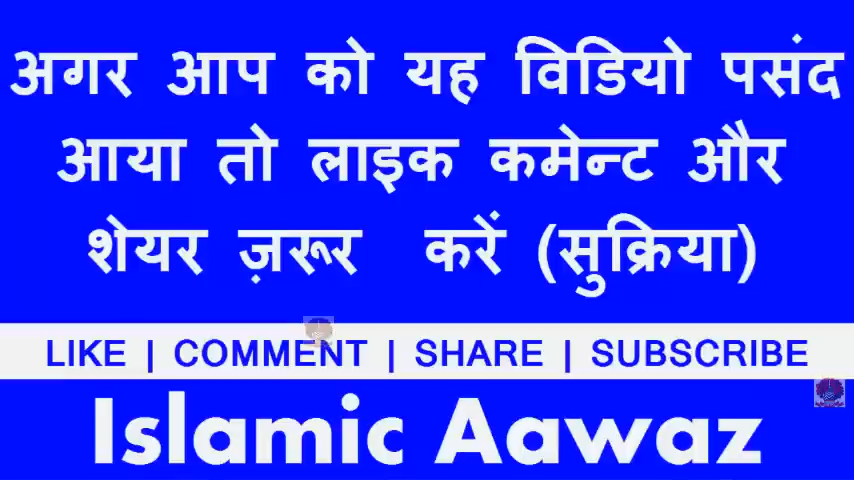 अगर आप को यह विडियो पसंद
आया तो लाइक कमेन्ट और
शेयर ज़रूर करें (सुक्रिया)
LIKE | COMMENT | SHARE | SUBSCRIBE
Islamic Aawaz